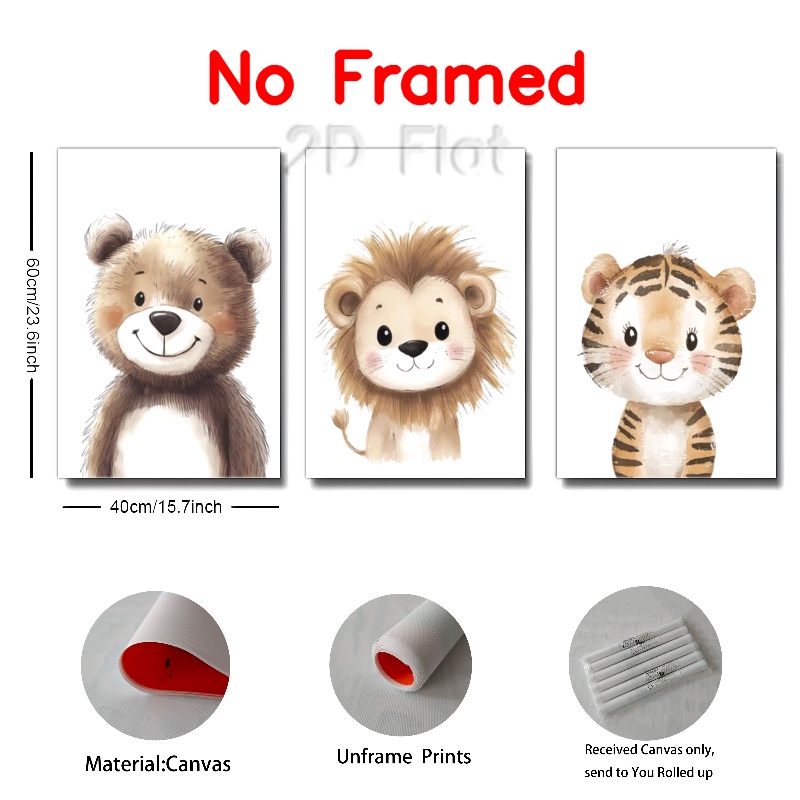 No Framed
2D Flat
60cm/23.6inch
40cm/15.7inch
Material:Canvas
Unframe Prints
Received Canvas only,
send to You Rolled up